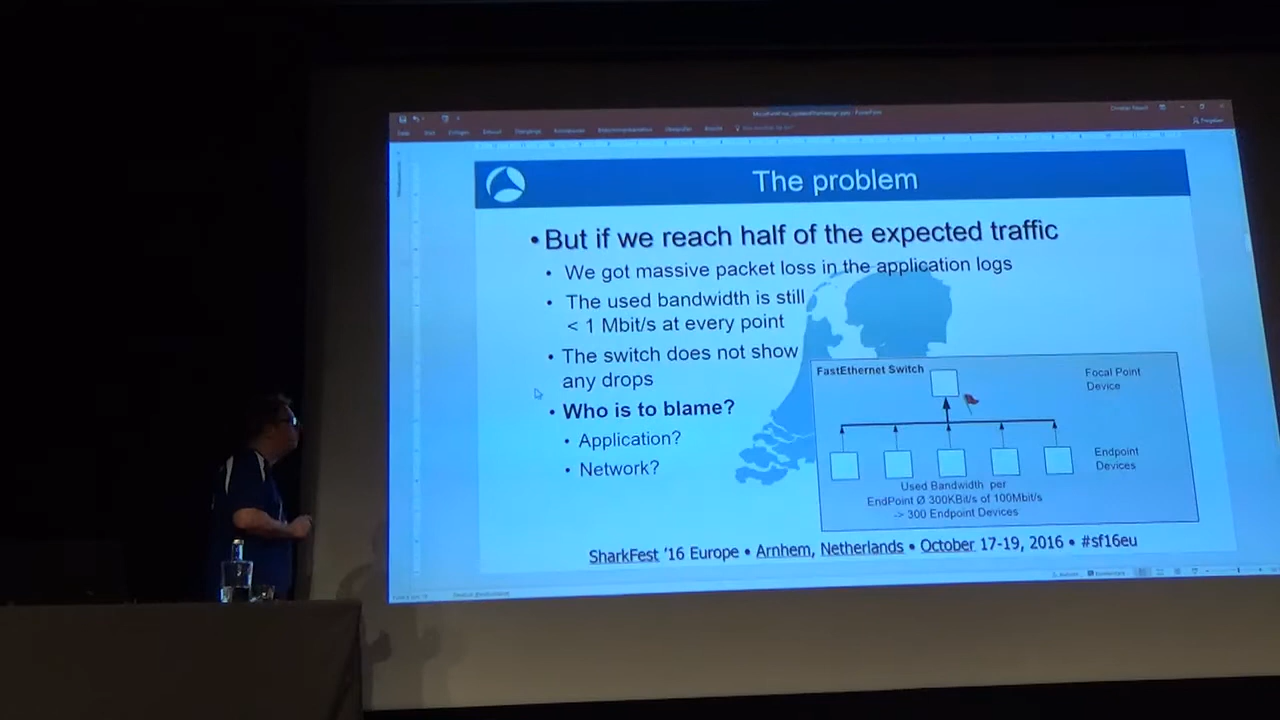 PowerPoint
The problem
• But if we reach half of the expected traffic
• We got massive packet loss in the application logs
• The used bandwidth is still
< 1 Mbit/s at every point
• The switch does not show
any drops
• Who is to blame?
• Application?
• Network?
FastEthernet Switch
Focal Point
Device
Endpoint
Devices
Used Bandwidth per
EndPoint Ø 300KBit/s of 100Mbit/s
-> 300 Endpoint Devices
SharkFest '16 Europe • Arnhem, Netherlands • October 17-19, 2016 • #sf16eu